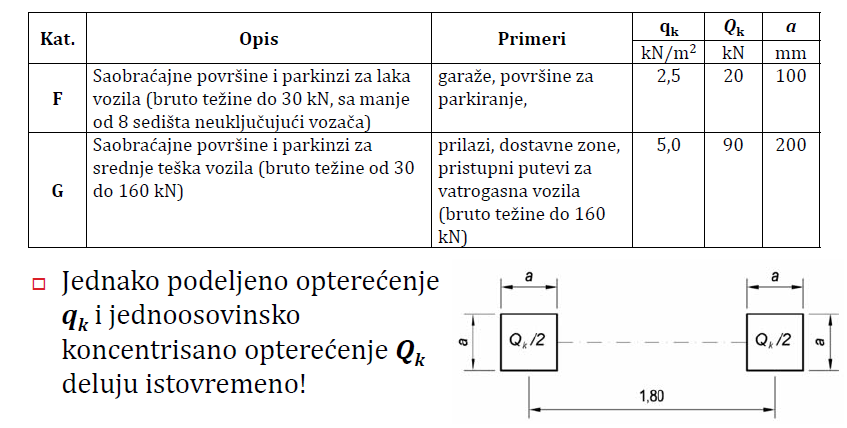 Kat.
Opis
Primeri
qk
Qk
a
kN/m²
kN
mm
F
Saobraćajne površine i parkinzi za laka
vozila (bruto težine do 30 kN, sa manje
od 8 sedišta neuključujući vozača)
garaže, površine za
parkiranje,
2,5
20
100
G
Saobraćajne površine i parkinzi za
srednje teška vozila (bruto težine od 30
do 160 kN)
prilazi, dostavne zone,
pristupni putevi za
vatrogasna vozila
(bruto težine do 160
kN)
5,0
90
200
Jednako podeljeno opterećenje
qk i jednoosovinsko
koncentrisano opterećenje Qk
deluju istovremeno!
a
a
a
Qk/2
Qk/2
a
1,80